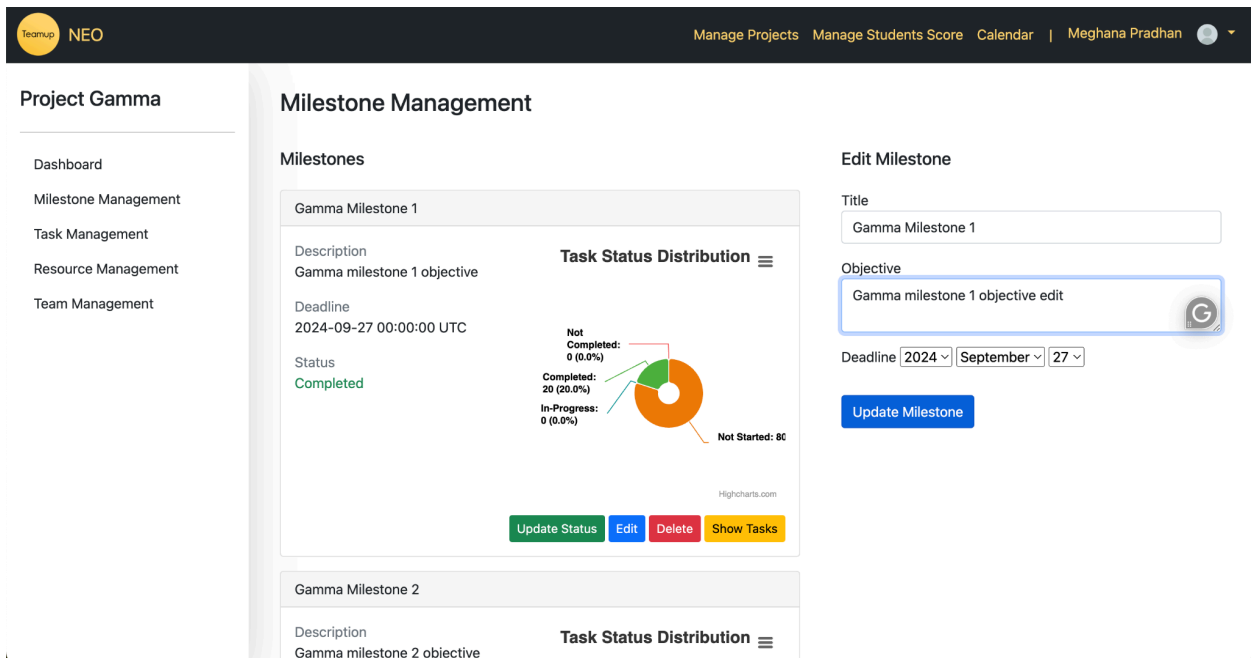 Teamup NEO Manage Projects Manage Students Score Calendar | Meghana Pradhan
Project Gamma
Dashboard
Milestone Management
Task Management
Resource Management
Team Management
Milestone Management
Milestones
Gamma Milestone 1
Description
Gamma milestone 1 objective
Deadline
2024-09-27 00:00:00 UTC
Status
Completed
Task Status Distribution
Not
Completed:
0 (0.0%)
Completed:
20 (20.0%)
In-Progress:
0 (0.0%)
Not Started: 80
Highcharts.com
Update Status Edit Delete Show Tasks
Gamma Milestone 2
Description
Gamma milestone 2 objective
Task Status Distribution
Edit Milestone
Title
Gamma Milestone 1
Objective
Gamma milestone 1 objective edit
G
Deadline 2024 September 27
Update Milestone